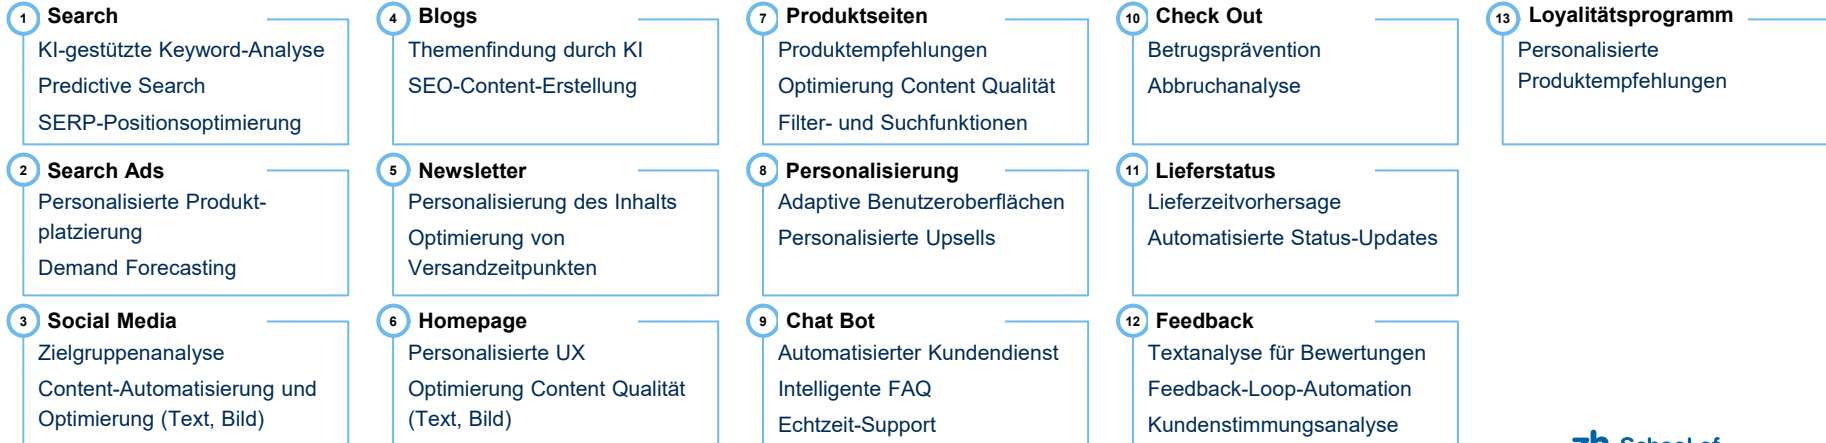 1 Search
KI-gestützte Keyword-Analyse
Predictive Search
SERP-Positionsoptimierung
2 Search Ads
Personalisierte Produkt-
platzierung
Demand Forecasting
3 Social Media
Zielgruppenanalyse
Content-Automatisierung und
Optimierung (Text, Bild)
4 Blogs
Themenfindung durch KI
SEO-Content-Erstellung
5 Newsletter
Personalisierung des Inhalts
Optimierung von
Versandzeitpunkten
6 Homepage
Personalisierte UX
Optimierung Content Qualität
(Text, Bild)
7 Produktseiten
Produktempfehlungen
Optimierung Content Qualität
Filter- und Suchfunktionen
8 Personalisierung
Adaptive Benutzeroberflächen
Personalisierte Upsells
9 Chat Bot
Automatisierter Kundendienst
Intelligente FAQ
Echtzeit-Support
10 Check Out
Betrugsprävention
Abbruchanalyse
11 Lieferstatus
Lieferzeitvorhersage
Automatisierte Status-Updates
12 Feedback
Textanalyse für Bewertungen
Feedback-Loop-Automation
Kundenstimmungsanalyse
13 Loyalitätsprogramm
Personalisierte
Produktempfehlungen
zh School of